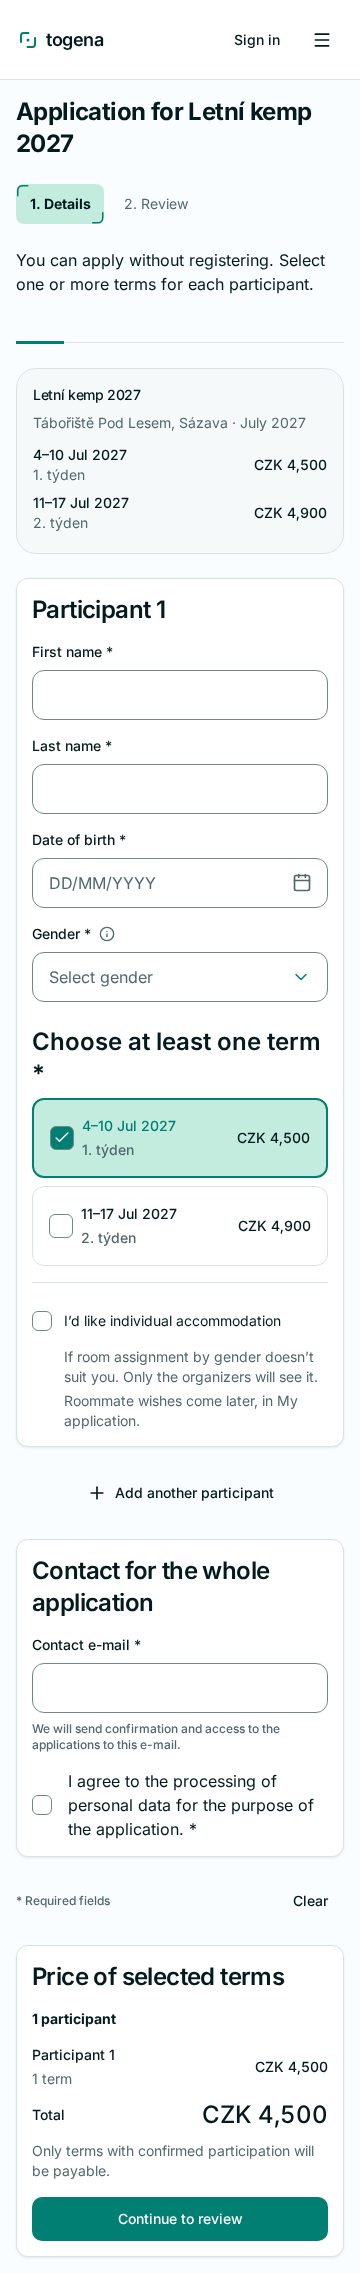 togena
Sign in
Application for Letní kemp
2027
1. Details
2. Review
You can apply without registering. Select
one or more terms for each participant.
Letní kemp 2027
Tábořiště Pod Lesem, Sázava · July 2027
4–10 Jul 2027
CZK 4,500
1. týden
11–17 Jul 2027
CZK 4,900
2. týden
Participant 1
First name *
Last name *
Date of birth *
DD/MM/YYYY
Gender *
Select gender
Choose at least one term
*
4–10 Jul 2027
CZK 4,500
1. týden
11–17 Jul 2027
CZK 4,900
2. týden
I’d like individual accommodation
If room assignment by gender doesn’t
suit you. Only the organizers will see it.
Roommate wishes come later, in My
application.
Add another participant
Contact for the whole
application
Contact e-mail *
We will send confirmation and access to the
applications to this e-mail.
I agree to the processing of
personal data for the purpose of
the application. *
* Required fields
Clear
Price of selected terms
1 participant
Participant 1
CZK 4,500
1 term
Total
CZK 4,500
Only terms with confirmed participation will
be payable.
Continue to review